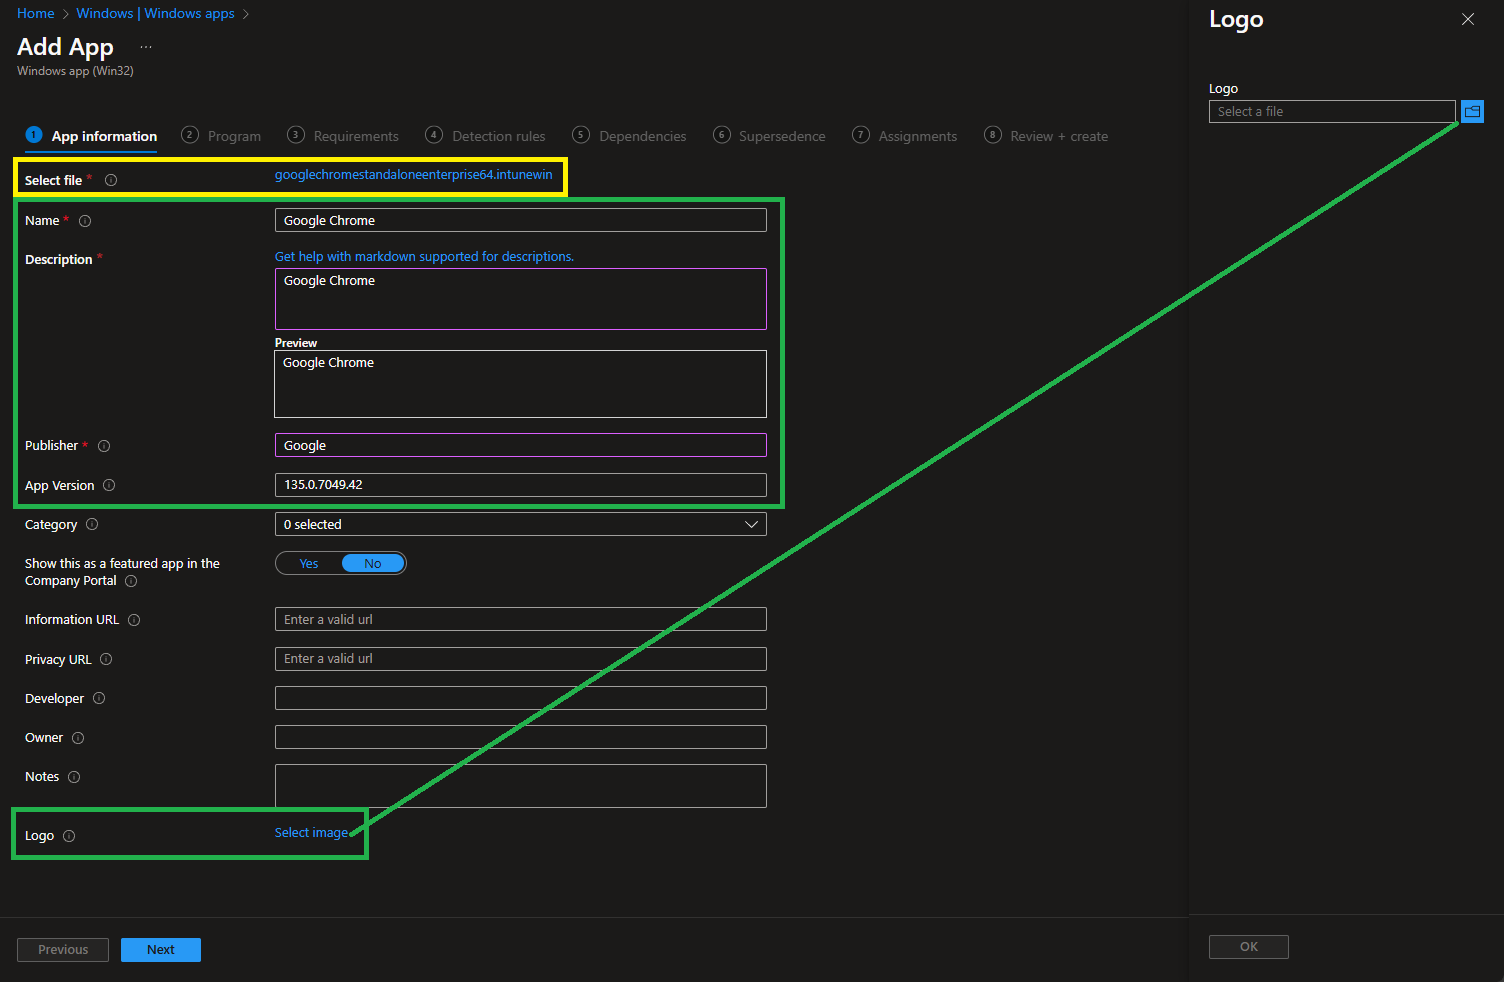 Home > Windows | Windows apps >
Add App ...
Windows app (Win32)
1 App information 2 Program 3 Requirements 4 Detection rules 5 Dependencies 6 Supersedence 7 Assignments 8 Review + create
Select file * googlechromestandaloneenterprise64.intunewin
Name * Google Chrome
Description * Get help with markdown supported for descriptions.
Google Chrome
Preview
Google Chrome
Publisher * Google
App Version 135.0.7049.42
Category 0 selected
Show this as a featured app in the
Company Portal Yes No
Information URL Enter a valid url
Privacy URL Enter a valid url
Developer
Owner
Notes
Logo Select image
Previous Next
Logo
Logo
Select a file
OK